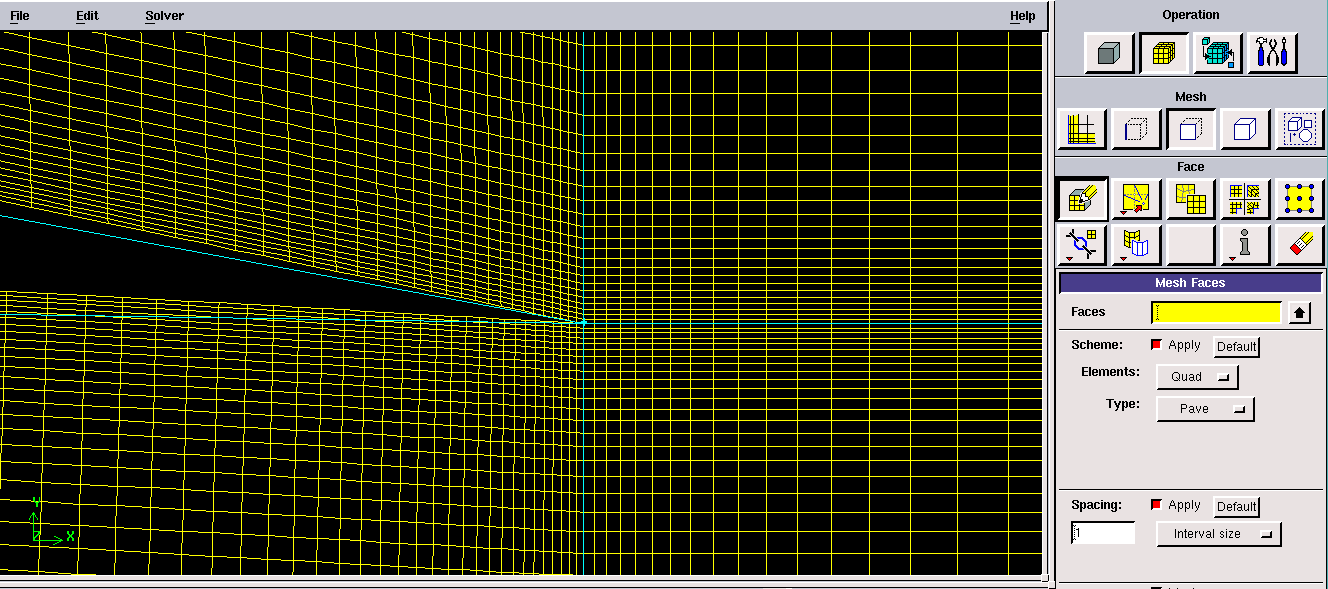 File Edit Solver Help
Operation
Mesh
Face
Mesh Faces
Faces
Scheme: Apply Default
Elements: Quad
Type: Pave
Spacing: Apply Default
1 Interval size
Y
Z X